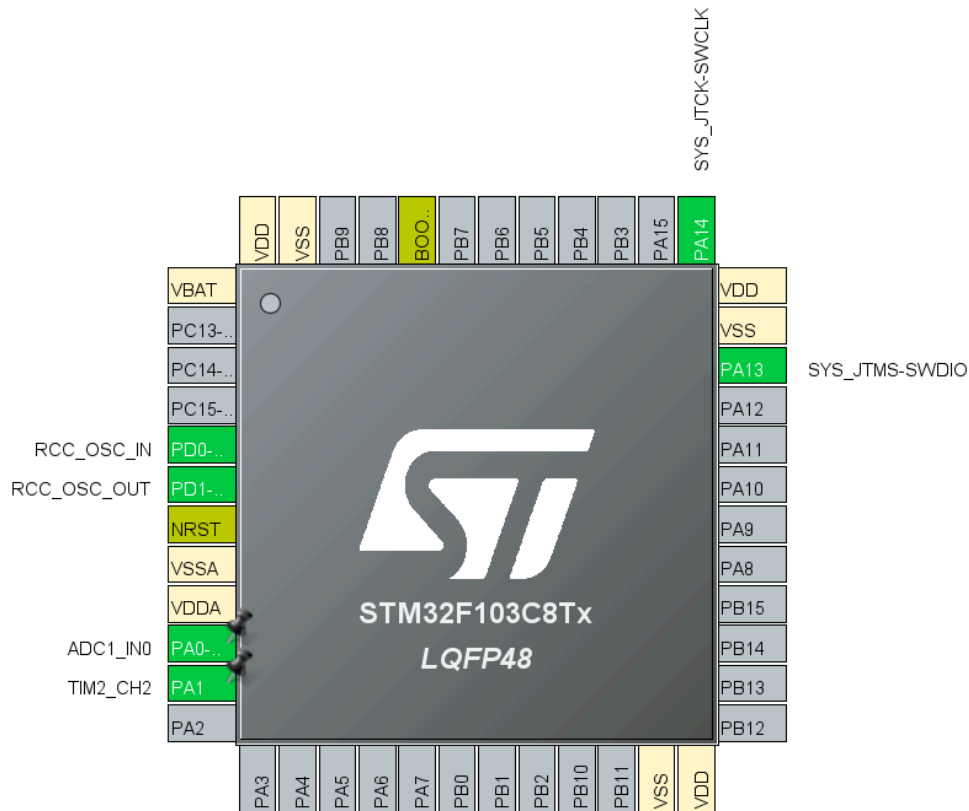 SYS_JTCK-SWCLK
VDD
VSS
PB9
PB8
BOO..
PB7
PB6
PB5
PB4
PB3
PA15
PA14
VBAT
PC13-..
PC14-..
PC15-..
RCC_OSC_IN PD0-..
RCC_OSC_OUT PD1-..
NRST
VSSA
VDDA
ADC1_IN0 PA0-..
TIM2_CH2 PA1
PA2
VDD
VSS
PA13 SYS_JTMS-SWDIO
PA12
PA11
PA10
PA9
PA8
PB15
PB14
PB13
PB12
ST
STM32F103C8Tx
LQFP48
PA3
PA4
PA5
PA6
PA7
PB0
PB1
PB2
PB10
PB11
VSS
VDD